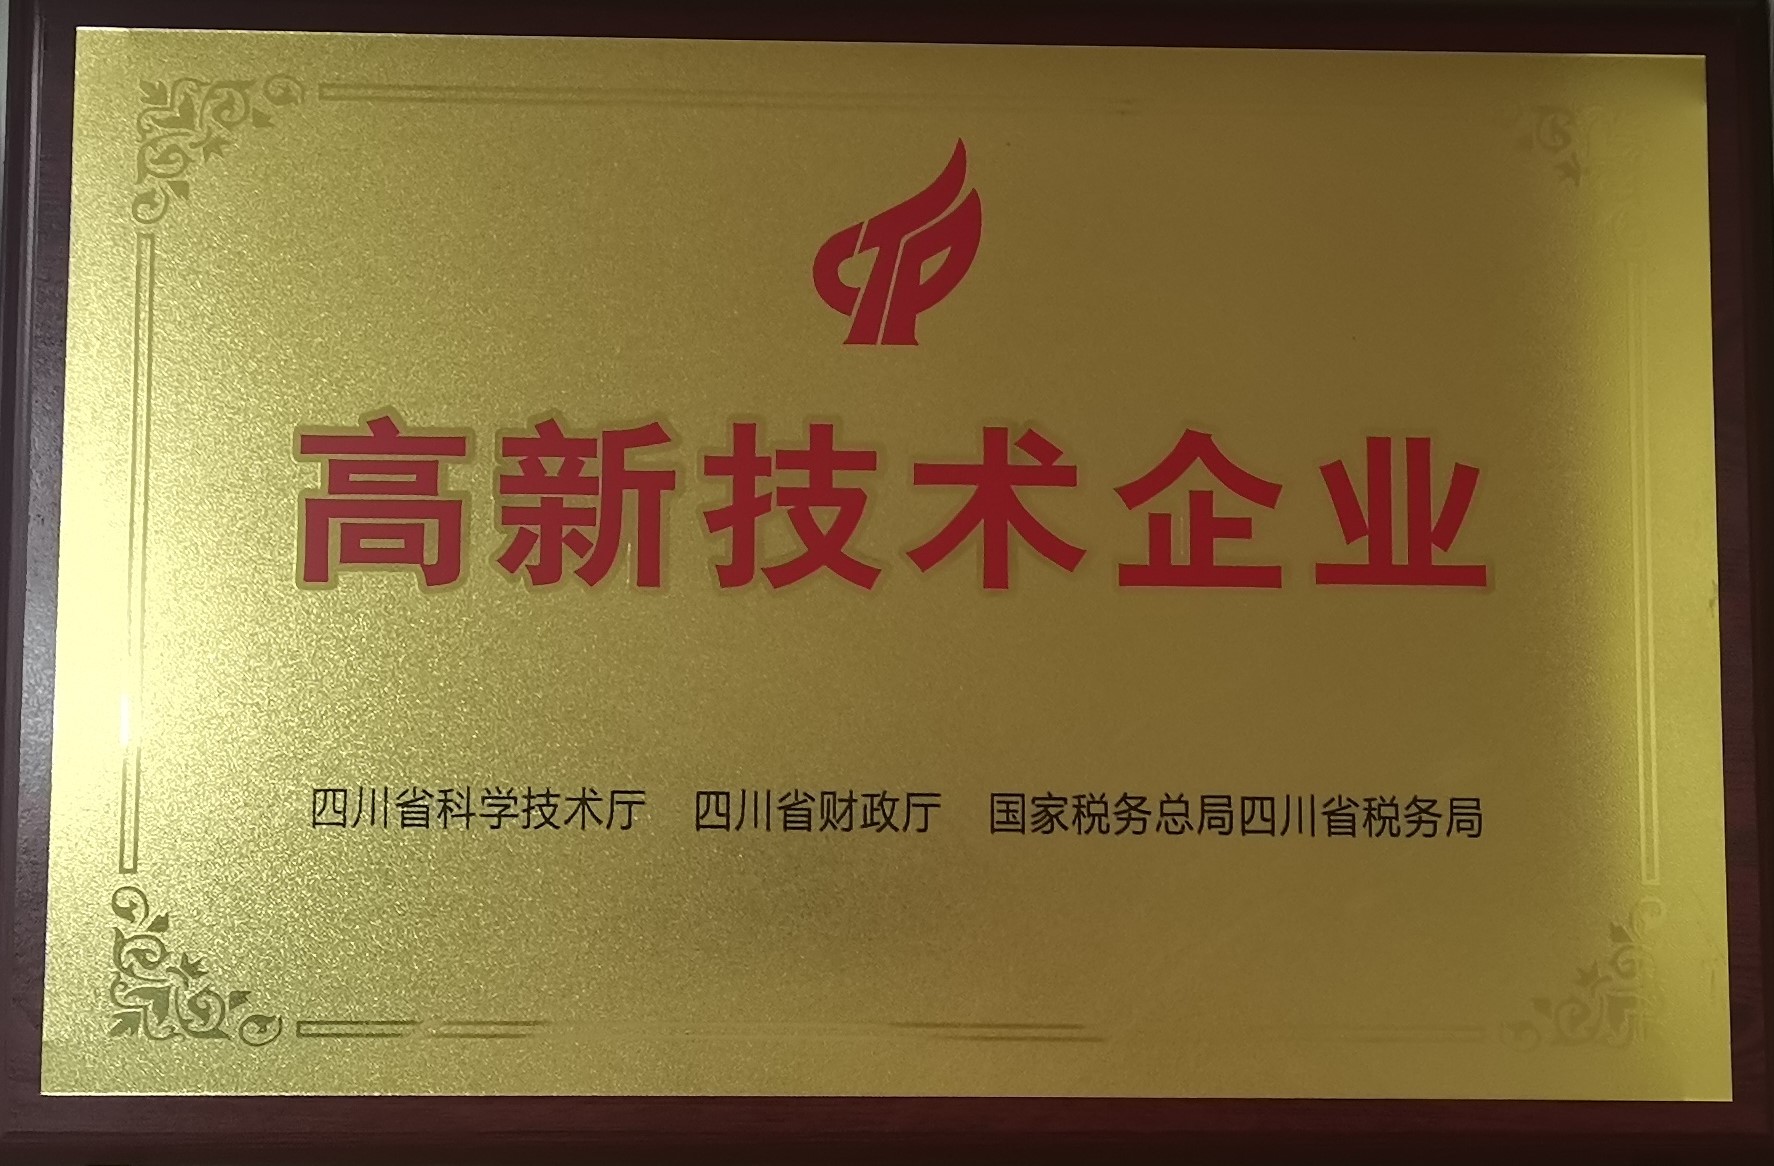 CTP
高新技术企业
四川省科学技术厅 四川省财政厅 国家税务总局四川省税务局